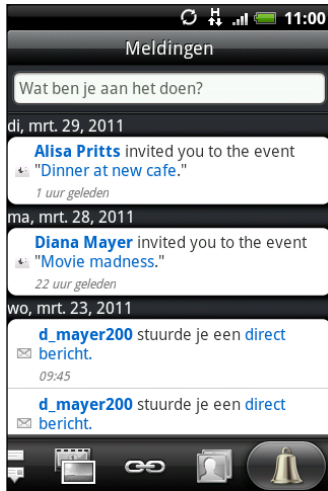 11:00
Meldingen
Wat ben je aan het doen?
di, mrt. 29, 2011
Alisa Pritts invited you to the event
"Dinner at new cafe."
1 uur geleden
ma, mrt. 28, 2011
Diana Mayer invited you to the event
"Movie madness."
22 uur geleden
wo, mrt. 23, 2011
d_mayer200 stuurde je een direct
bericht.
09:45
d_mayer200 stuurde je een direct
bericht.